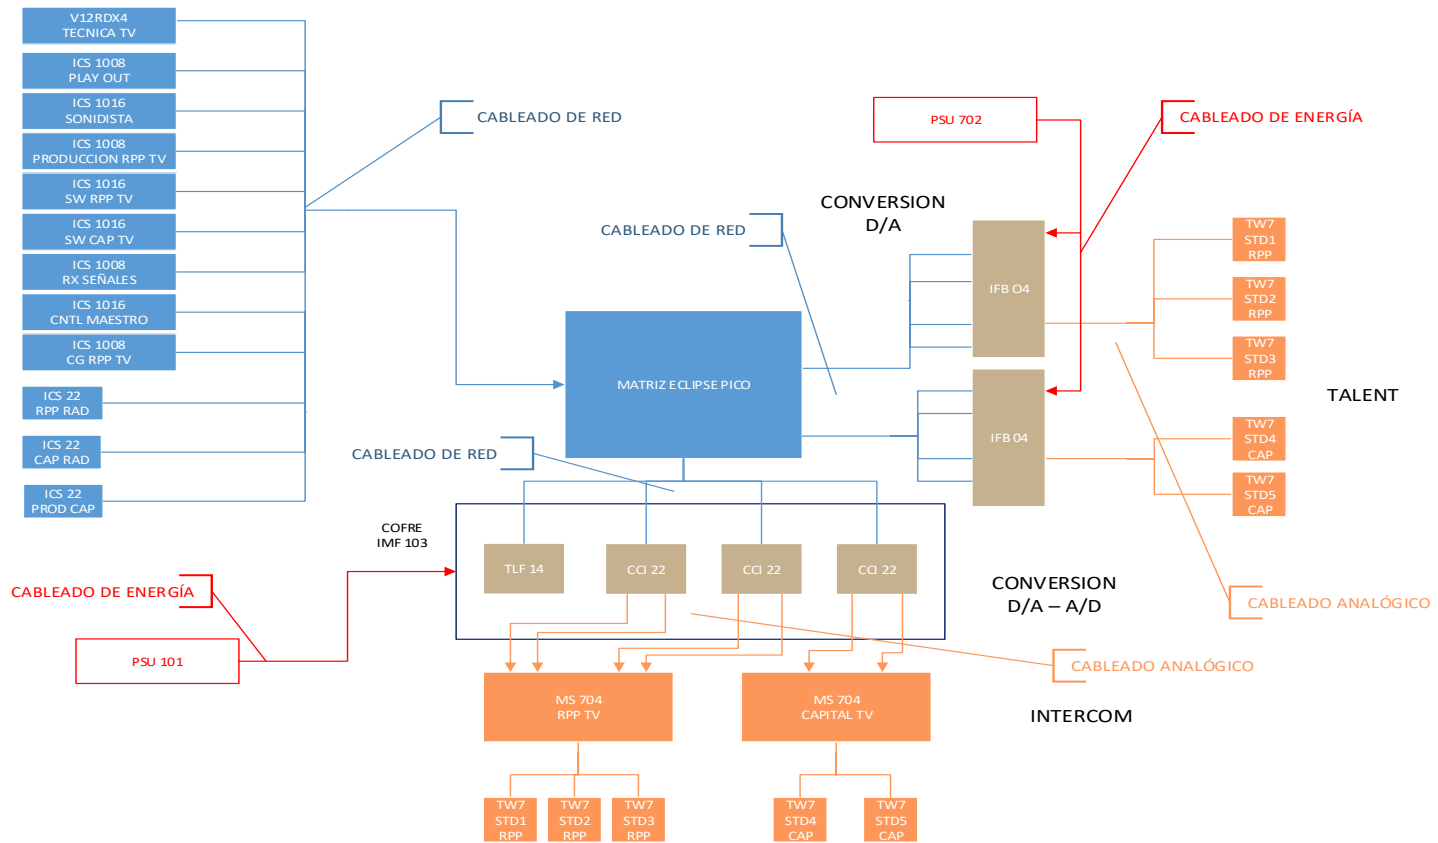 V12RDX4
TECNICA TV
ICS 1008
PLAY OUT
ICS 1016
SONIDISTA
ICS 1008
PRODUCCION RPP TV
ICS 1016
SW RPP TV
ICS 1016
SW CAP TV
ICS 1008
RX SEÑALES
ICS 1016
CNTL MAESTRO
ICS 1008
CG RPP TV
ICS 22
RPP RAD
ICS 22
CAP RAD
ICS 22
PROD CAP
CABLEADO DE RED
PSU 702
CABLEADO DE ENERGÍA
CONVERSION
D/A
CABLEADO DE RED
IFB O4
TW7
STD1
RPP
TW7
STD2
RPP
TW7
STD3
RPP
MATRIZ ECLIPSE PICO
TALENT
IFB 04
TW7
STD4
CAP
TW7
STD5
CAP
CABLEADO DE RED
COFRE
IMF 103
TLF 14
CCI 22
CCI 22
CCI 22
CONVERSION
D/A – A/D
CABLEADO ANALÓGICO
CABLEADO DE ENERGÍA
PSU 101
CABLEADO ANALÓGICO
MS 704
RPP TV
MS 704
CAPITAL TV
INTERCOM
TW7
STD1
RPP
TW7
STD2
RPP
TW7
STD3
RPP
TW7
STD4
CAP
TW7
STD5
CAP